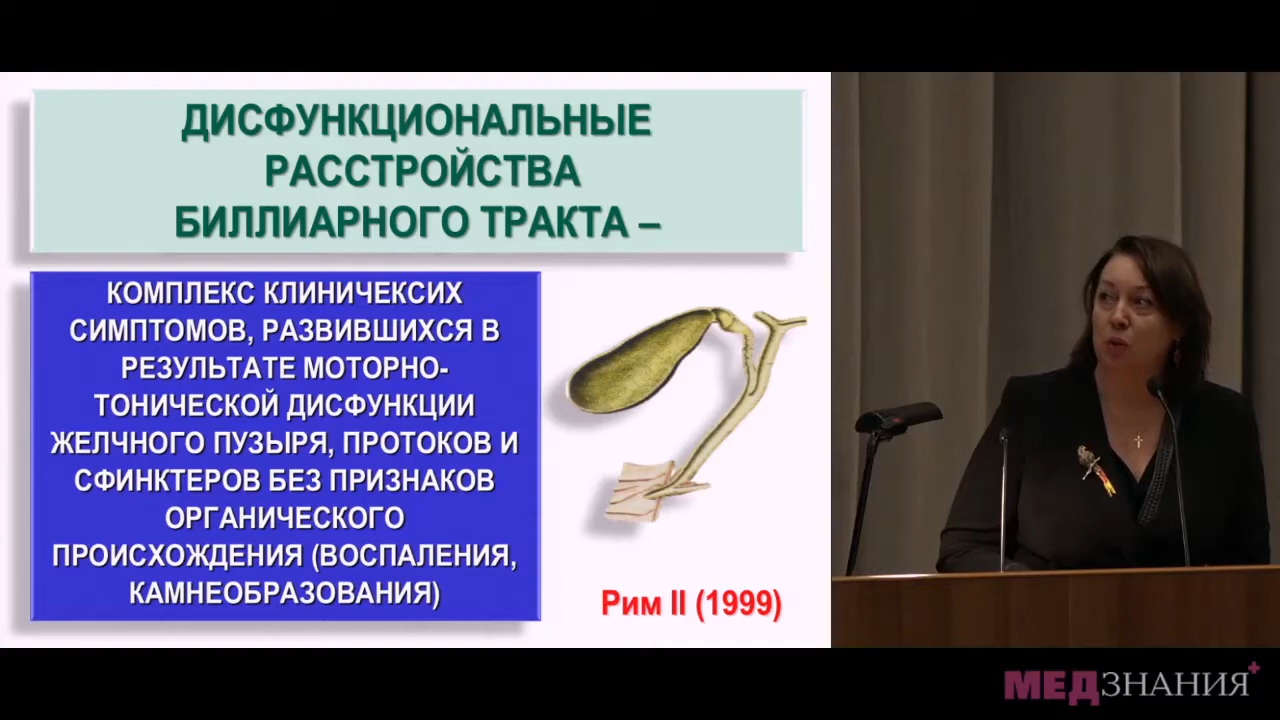 ДИСФУНКЦИОНАЛЬНЫЕ
РАССТРОЙСТВА
БИЛЛИАРНОГО ТРАКТА –
КОМПЛЕКС КЛИНИЧЕКСИХ
СИМПТОМОВ, РАЗВИВШИХСЯ В
РЕЗУЛЬТАТЕ МОТОРНО-
ТОНИЧЕСКОЙ ДИСФУНКЦИИ
ЖЕЛЧНОГО ПУЗЫРЯ, ПРОТОКОВ И
СФИНКТЕРОВ БЕЗ ПРИЗНАКОВ
ОРГАНИЧЕСКОГО
ПРОИСХОЖДЕНИЯ (ВОСПАЛЕНИЯ,
КАМНЕОБРАЗОВАНИЯ)
Рим II (1999)
МЕДЗНАНИЯ+